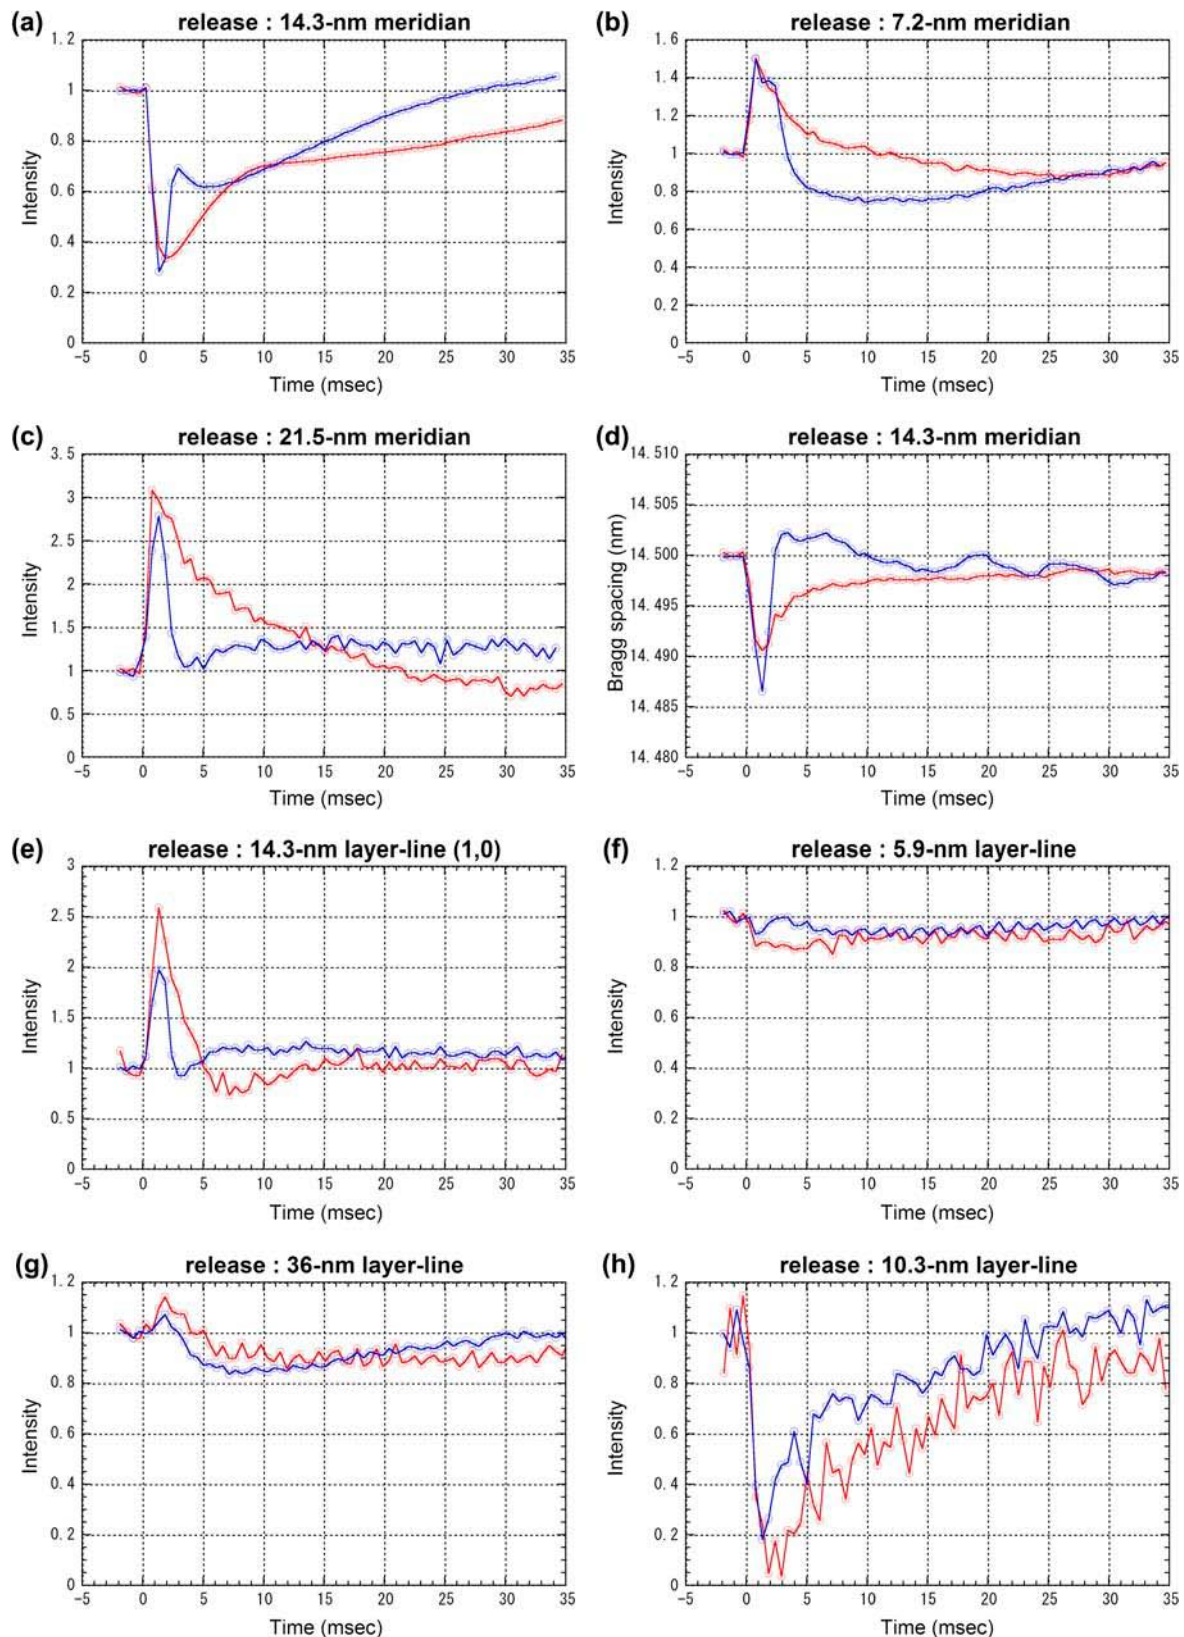 (a) release : 14.3-nm meridian
1.2
1
0.8
0.6
0.4
0.2
0
Intensity
-5 0 5 10 15 20 25 30 35
Time (msec)
(b) release : 7.2-nm meridian
1.6
1.4
1.2
1
0.8
0.6
0.4
0.2
0
Intensity
-5 0 5 10 15 20 25 30 35
Time (msec)
(c) release : 21.5-nm meridian
3.5
3
2.5
2
1.5
1
0.5
0
Intensity
-5 0 5 10 15 20 25 30 35
Time (msec)
(d) release : 14.3-nm meridian
14.510
14.505
14.500
14.495
14.490
14.485
14.480
Bragg spacing (nm)
-5 0 5 10 15 20 25 30 35
Time (msec)
(e) release : 14.3-nm layer-line (1,0)
3
2.5
2
1.5
1
0.5
0
Intensity
-5 0 5 10 15 20 25 30 35
Time (msec)
(f) release : 5.9-nm layer-line
1.2
1
0.8
0.6
0.4
0.2
0
Intensity
-5 0 5 10 15 20 25 30 35
Time (msec)
(g) release : 36-nm layer-line
1.2
1
0.8
0.6
0.4
0.2
0
Intensity
-5 0 5 10 15 20 25 30 35
Time (msec)
(h) release : 10.3-nm layer-line
1.2
1
0.8
0.6
0.4
0.2
0
Intensity
-5 0 5 10 15 20 25 30 35
Time (msec)